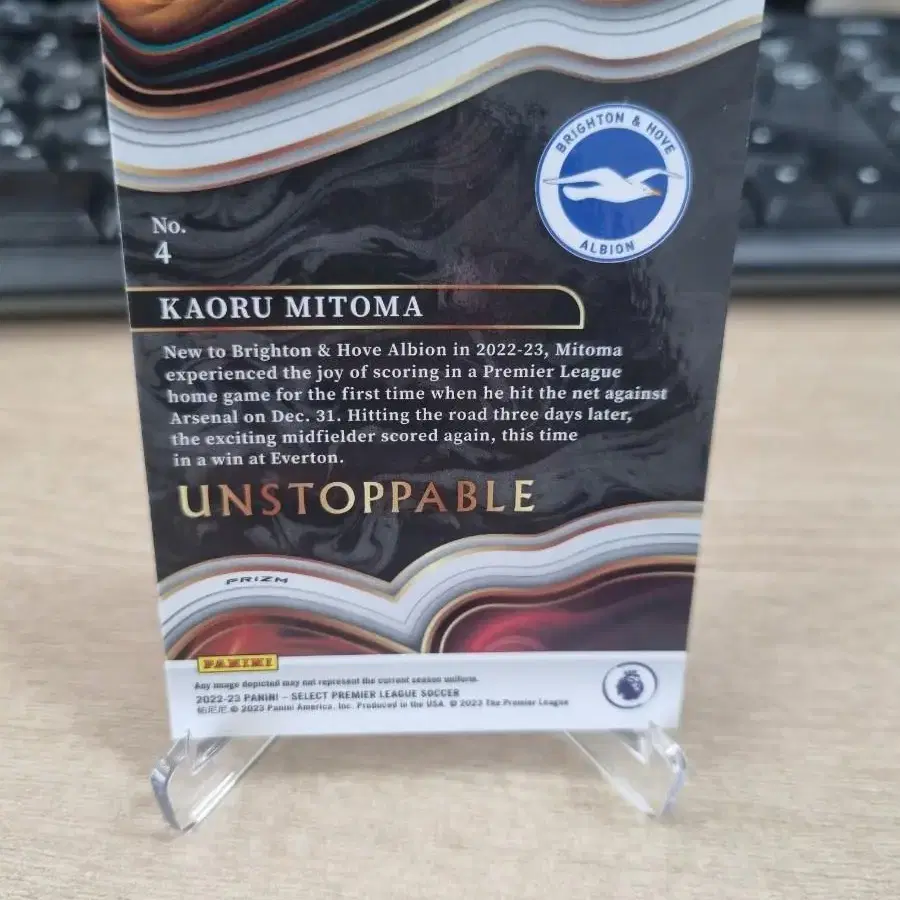 BRIGHTON & HOVE
ALBION
No.
4
KAORU MITOMA
New to Brighton & Hove Albion in 2022-23, Mitoma
experienced the joy of scoring in a Premier League
home game for the first time when he hit the net against
Arsenal on Dec. 31. Hitting the road three days later,
the exciting midfielder scored again, this time
in a win at Everton.
UNSTOPPABLE
PRIZM
PANINI
Any image depicted may not represent the current season uniform.
2022-23 PANINI – SELECT PREMIER LEAGUE SOCCER
© 2023 Panini America, Inc. Produced in the USA. © 2023 The Premier League